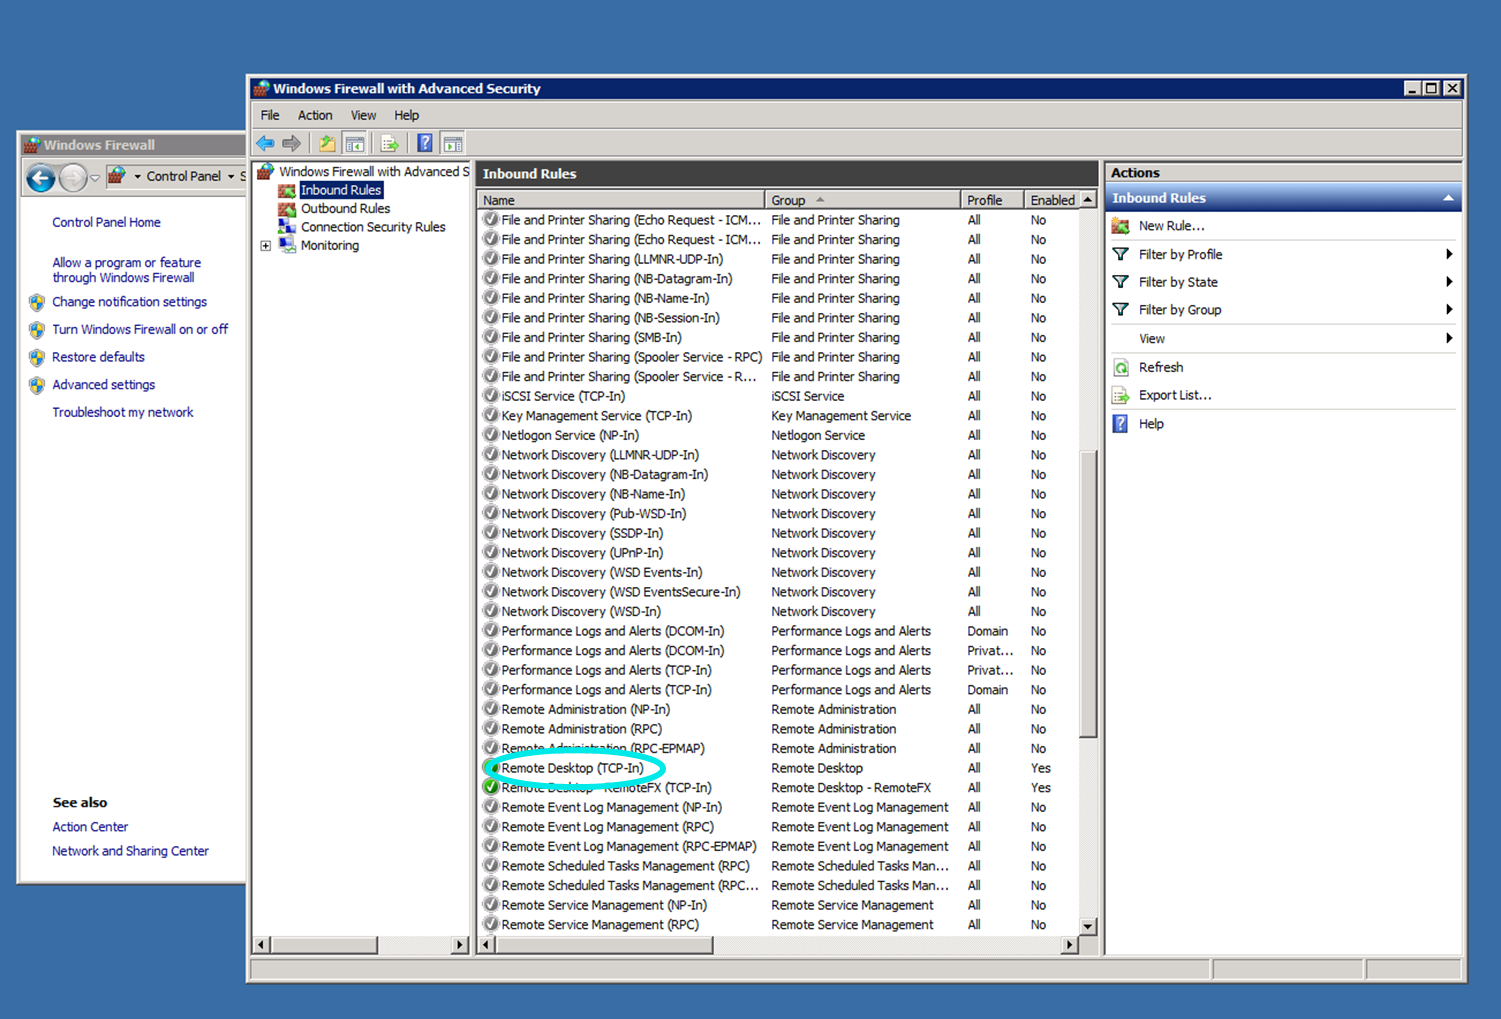 Windows Firewall with Advanced Security
File Action View Help
Windows Firewall
Control Panel
Control Panel Home
Allow a program or feature
through Windows Firewall
Change notification settings
Turn Windows Firewall on or off
Restore defaults
Advanced settings
Troubleshoot my network
See also
Action Center
Network and Sharing Center
Windows Firewall with Advanced S
Inbound Rules
Outbound Rules
Connection Security Rules
Monitoring
Inbound Rules
Name Group Profile Enabled
File and Printer Sharing (Echo Request - ICM... File and Printer Sharing All No
File and Printer Sharing (Echo Request - ICM... File and Printer Sharing All No
File and Printer Sharing (LLMNR-UDP-In) File and Printer Sharing All No
File and Printer Sharing (NB-Datagram-In) File and Printer Sharing All No
File and Printer Sharing (NB-Name-In) File and Printer Sharing All No
File and Printer Sharing (NB-Session-In) File and Printer Sharing All No
File and Printer Sharing (SMB-In) File and Printer Sharing All No
File and Printer Sharing (Spooler Service - RPC) File and Printer Sharing All No
File and Printer Sharing (Spooler Service - R... File and Printer Sharing All No
iSCSI Service (TCP-In) iSCSI Service All No
Key Management Service (TCP-In) Key Management Service All No
Netlogon Service (NP-In) Netlogon Service All No
Network Discovery (LLMNR-UDP-In) Network Discovery All No
Network Discovery (NB-Datagram-In) Network Discovery All No
Network Discovery (NB-Name-In) Network Discovery All No
Network Discovery (Pub-WSD-In) Network Discovery All No
Network Discovery (SSDP-In) Network Discovery All No
Network Discovery (UPnP-In) Network Discovery All No
Network Discovery (WSD Events-In) Network Discovery All No
Network Discovery (WSD EventsSecure-In) Network Discovery All No
Network Discovery (WSD-In) Network Discovery All No
Performance Logs and Alerts (DCOM-In) Performance Logs and Alerts Domain No
Performance Logs and Alerts (DCOM-In) Performance Logs and Alerts Privat... No
Performance Logs and Alerts (TCP-In) Performance Logs and Alerts Privat... No
Performance Logs and Alerts (TCP-In) Performance Logs and Alerts Domain No
Remote Administration (NP-In) Remote Administration All No
Remote Administration (RPC) Remote Administration All No
Remote Administration (RPC-EPMAP) Remote Administration All No
Remote Desktop (TCP-In) Remote Desktop All Yes
Remote Desktop - RemoteFX (TCP-In) Remote Desktop - RemoteFX All Yes
Remote Event Log Management (NP-In) Remote Event Log Management All No
Remote Event Log Management (RPC) Remote Event Log Management All No
Remote Event Log Management (RPC-EPMAP) Remote Event Log Management All No
Remote Scheduled Tasks Management (RPC) Remote Scheduled Tasks Man... All No
Remote Scheduled Tasks Management (RPC... Remote Scheduled Tasks Man... All No
Remote Service Management (NP-In) Remote Service Management All No
Remote Service Management (RPC) Remote Service Management All No
Actions
Inbound Rules
New Rule...
Filter by Profile
Filter by State
Filter by Group
View
Refresh
Export List...
Help